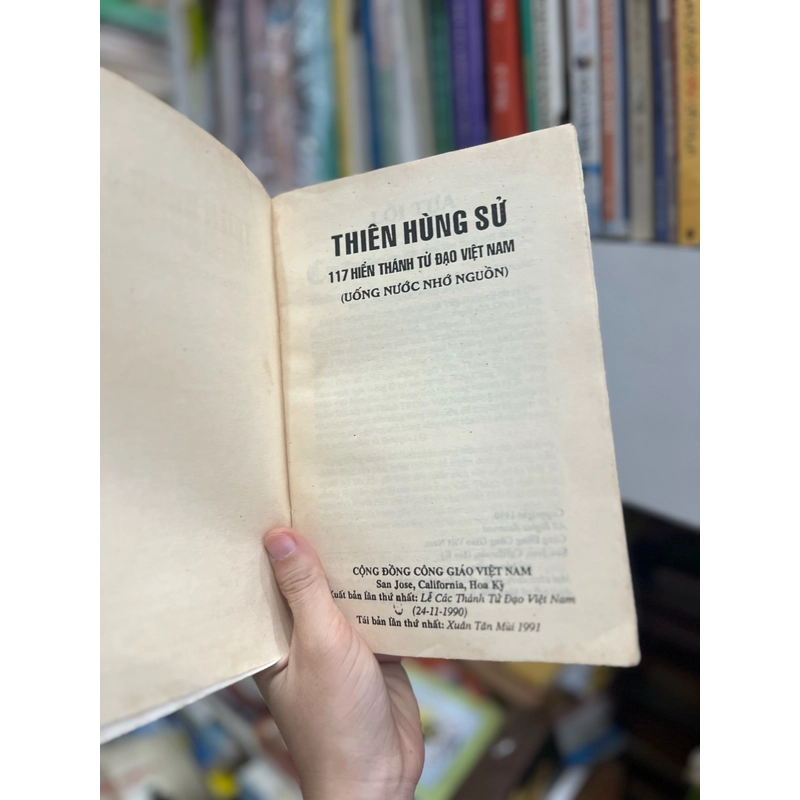 THIÊN HÙNG SỬ
117 HIỂN THÁNH TỬ ĐẠO VIỆT NAM
(UỐNG NƯỚC NHỚ NGUỒN)
CỘNG ĐỒNG CÔNG GIÁO VIỆT NAM
San Jose, California, Hoa Kỳ
bản lần thứ nhất: Lễ Các Thánh Tử Đạo Việt Nam
(24-11-1990)
Tái bản lần thứ nhất: Xuân Tân Mùi 1991